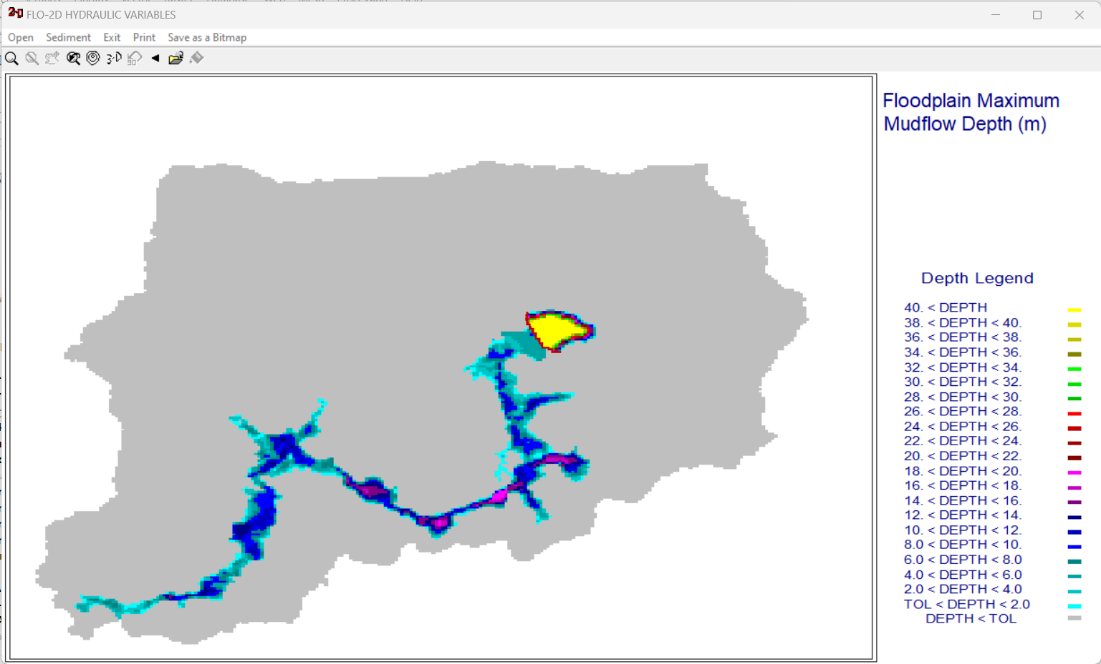 FLO-2D HYDRAULIC VARIABLES
Open Sediment Exit Print Save as a Bitmap
3-D
Floodplain Maximum
Mudflow Depth (m)
Depth Legend
40. < DEPTH
38. < DEPTH < 40.
36. < DEPTH < 38.
34. < DEPTH < 36.
32. < DEPTH < 34.
30. < DEPTH < 32.
28. < DEPTH < 30.
26. < DEPTH < 28.
24. < DEPTH < 26.
22. < DEPTH < 24.
20. < DEPTH < 22.
18. < DEPTH < 20.
16. < DEPTH < 18.
14. < DEPTH < 16.
12. < DEPTH < 14.
10. < DEPTH < 12.
8.0 < DEPTH < 10.
6.0 < DEPTH < 8.0
4.0 < DEPTH < 6.0
2.0 < DEPTH < 4.0
TOL < DEPTH < 2.0
DEPTH < TOL